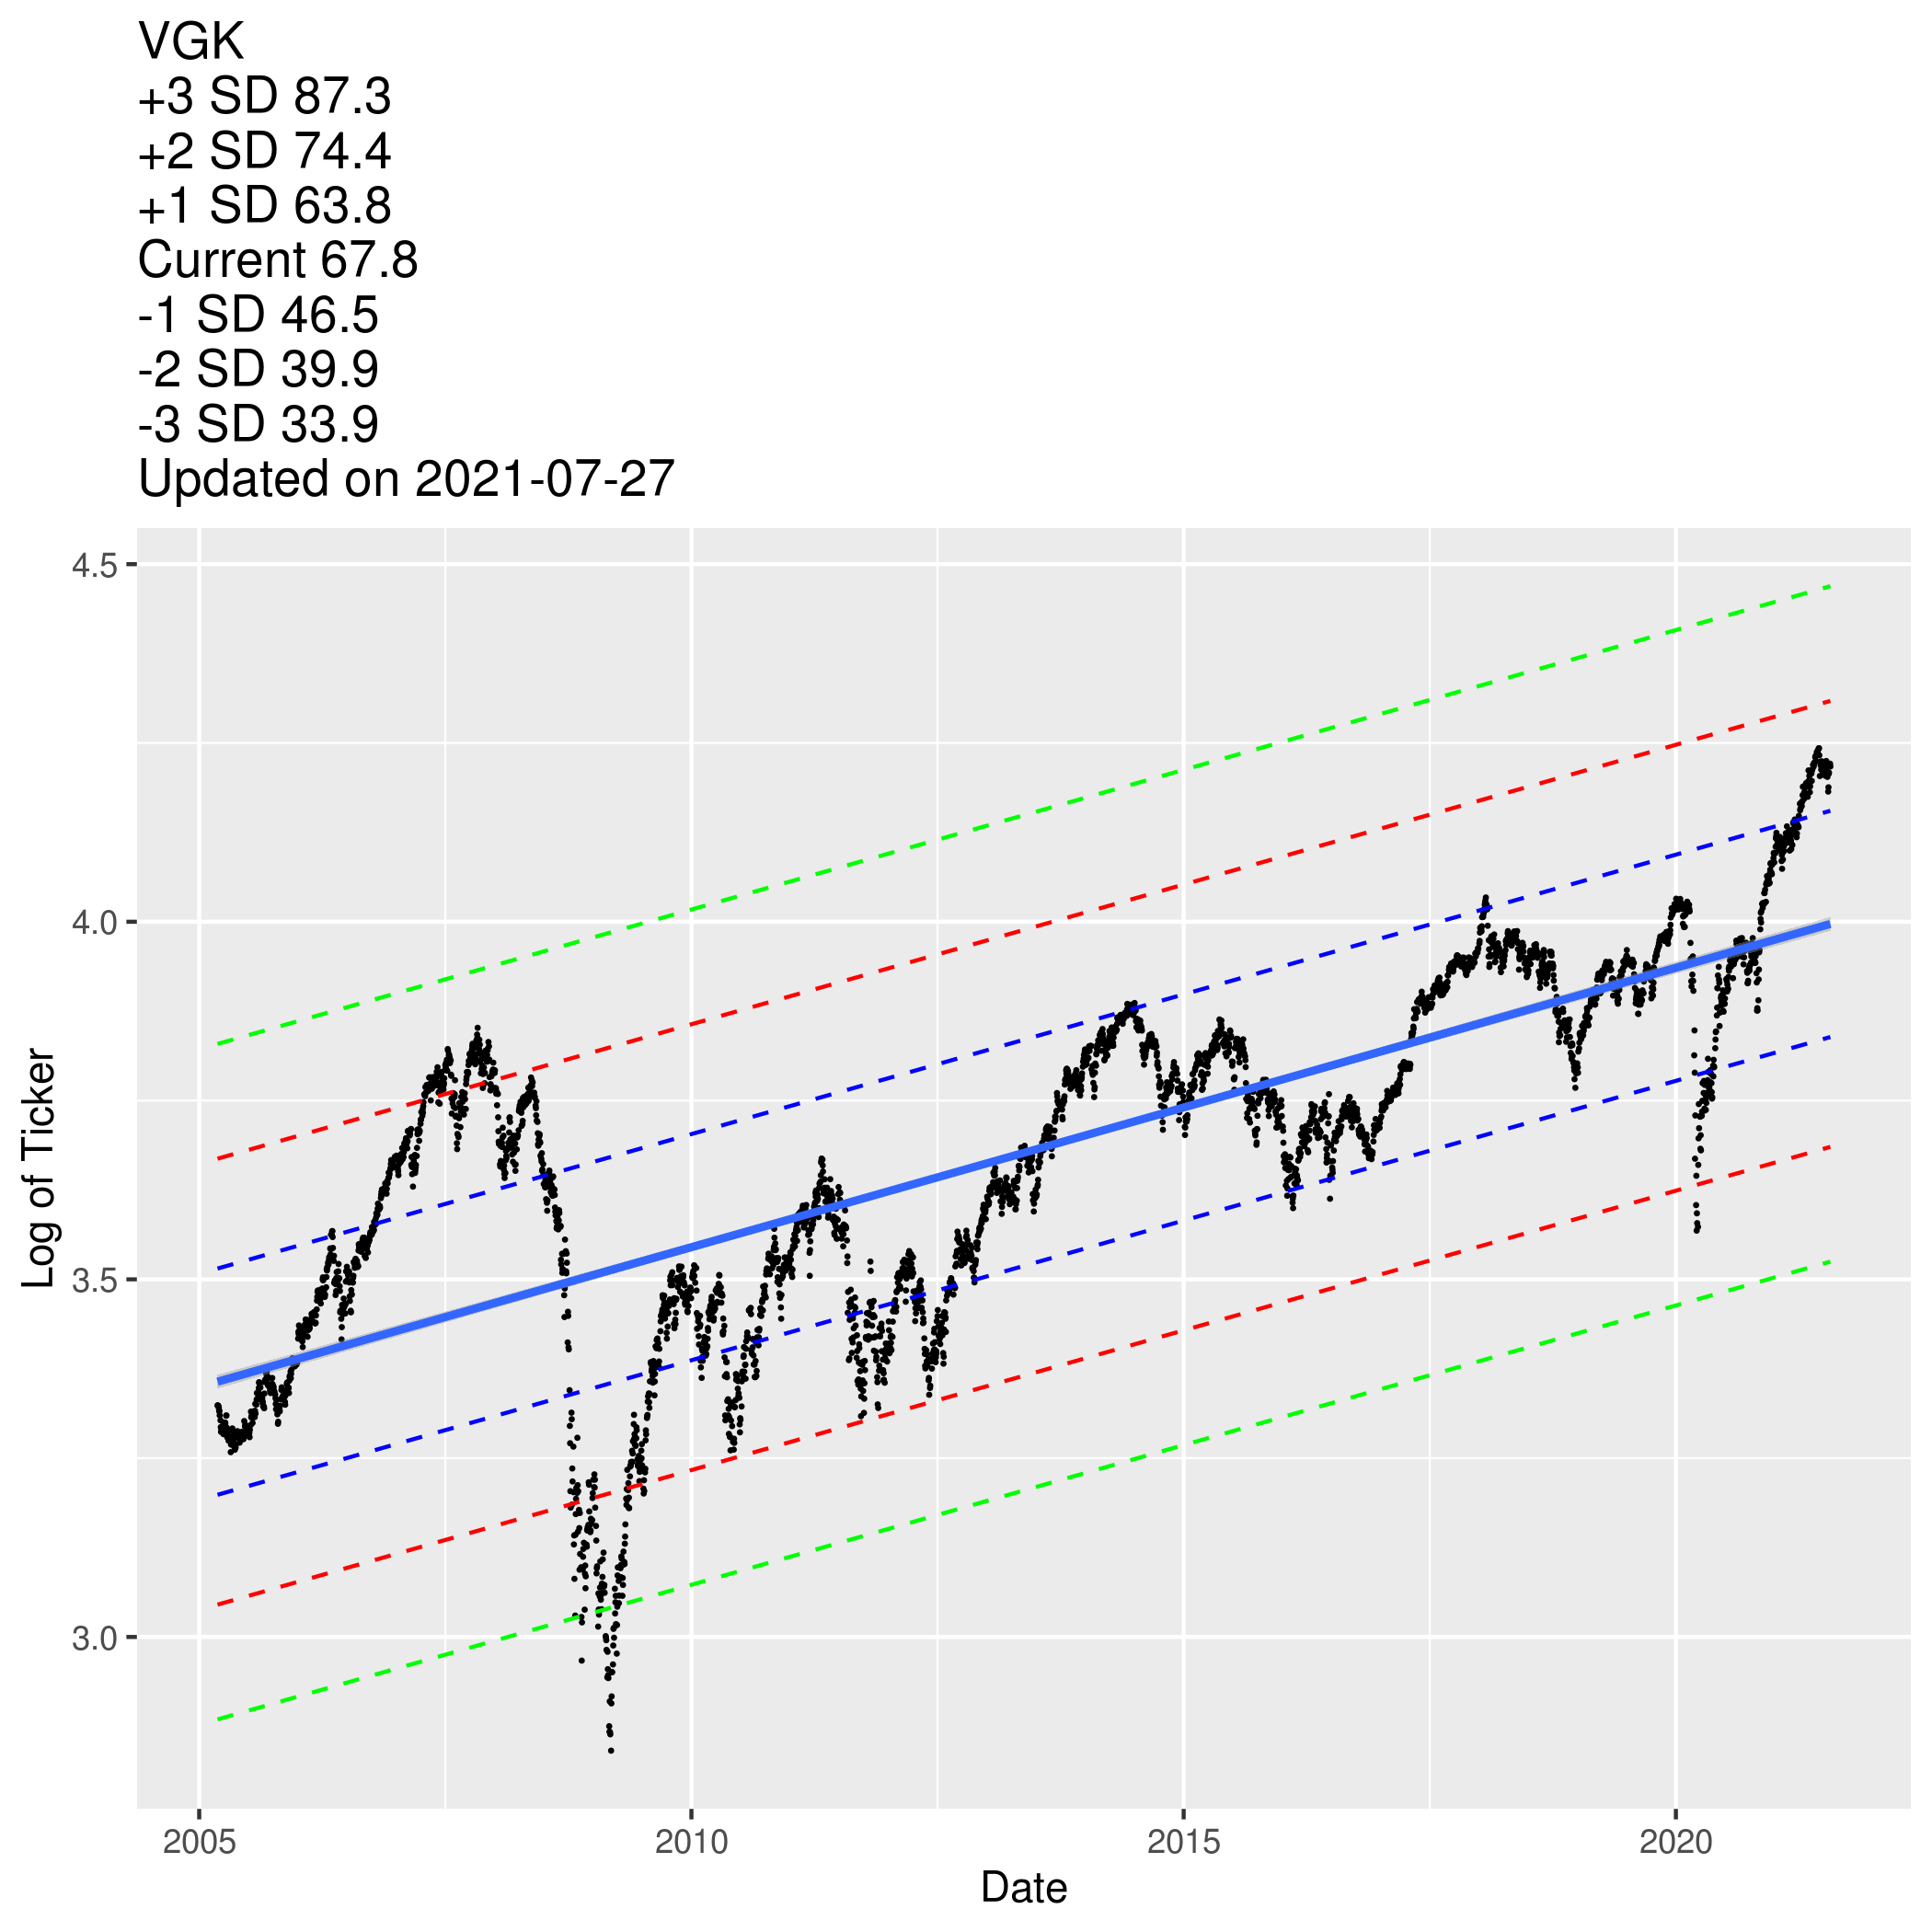 VGK
+3 SD 87.3
+2 SD 74.4
+1 SD 63.8
Current 67.8
-1 SD 46.5
-2 SD 39.9
-3 SD 33.9
Updated on 2021-07-27
4.5
4.0
3.5
3.0
Log of Ticker
2005 2010 2015 2020
Date